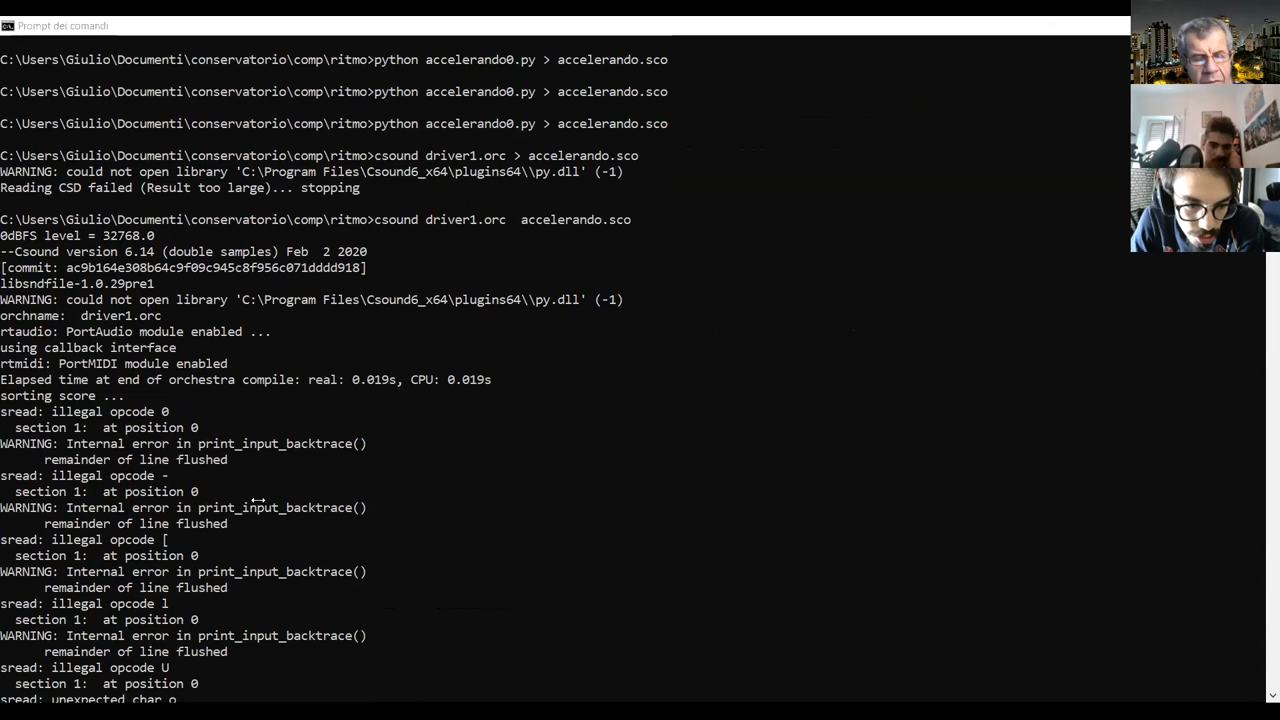 Prompt dei comandi
C:\Users\Giulio\Documenti\conservatorio\comp\ritmo>python accelerando0.py > accelerando.sco
C:\Users\Giulio\Documenti\conservatorio\comp\ritmo>python accelerando0.py > accelerando.sco
C:\Users\Giulio\Documenti\conservatorio\comp\ritmo>python accelerando0.py > accelerando.sco
C:\Users\Giulio\Documenti\conservatorio\comp\ritmo>csound driver1.orc > accelerando.sco
WARNING: could not open library 'C:\Program Files\Csound6_x64\plugins64\\py.dll' (-1)
Reading CSD failed (Result too large)... stopping
C:\Users\Giulio\Documenti\conservatorio\comp\ritmo>csound driver1.orc  accelerando.sco
0dBFS level = 32768.0
--Csound version 6.14 (double samples) Feb  2 2020
[commit: ac9b164e308b64c9f09c945c8f956c071dddd918]
libsndfile-1.0.29pre1
WARNING: could not open library 'C:\Program Files\Csound6_x64\plugins64\\py.dll' (-1)
orchname:  driver1.orc
rtaudio: PortAudio module enabled ...
using callback interface
rtmidi: PortMIDI module enabled
Elapsed time at end of orchestra compile: real: 0.019s, CPU: 0.019s
sorting score ...
sread: illegal opcode 0
section 1:  at position 0
WARNING: Internal error in print_input_backtrace()
remainder of line flushed
sread: illegal opcode -
section 1:  at position 0
WARNING: Internal error in print_input_backtrace()
remainder of line flushed
sread: illegal opcode [
section 1:  at position 0
WARNING: Internal error in print_input_backtrace()
remainder of line flushed
sread: illegal opcode l
section 1:  at position 0
WARNING: Internal error in print_input_backtrace()
remainder of line flushed
sread: illegal opcode U
section 1:  at position 0
sread: unexpected char o